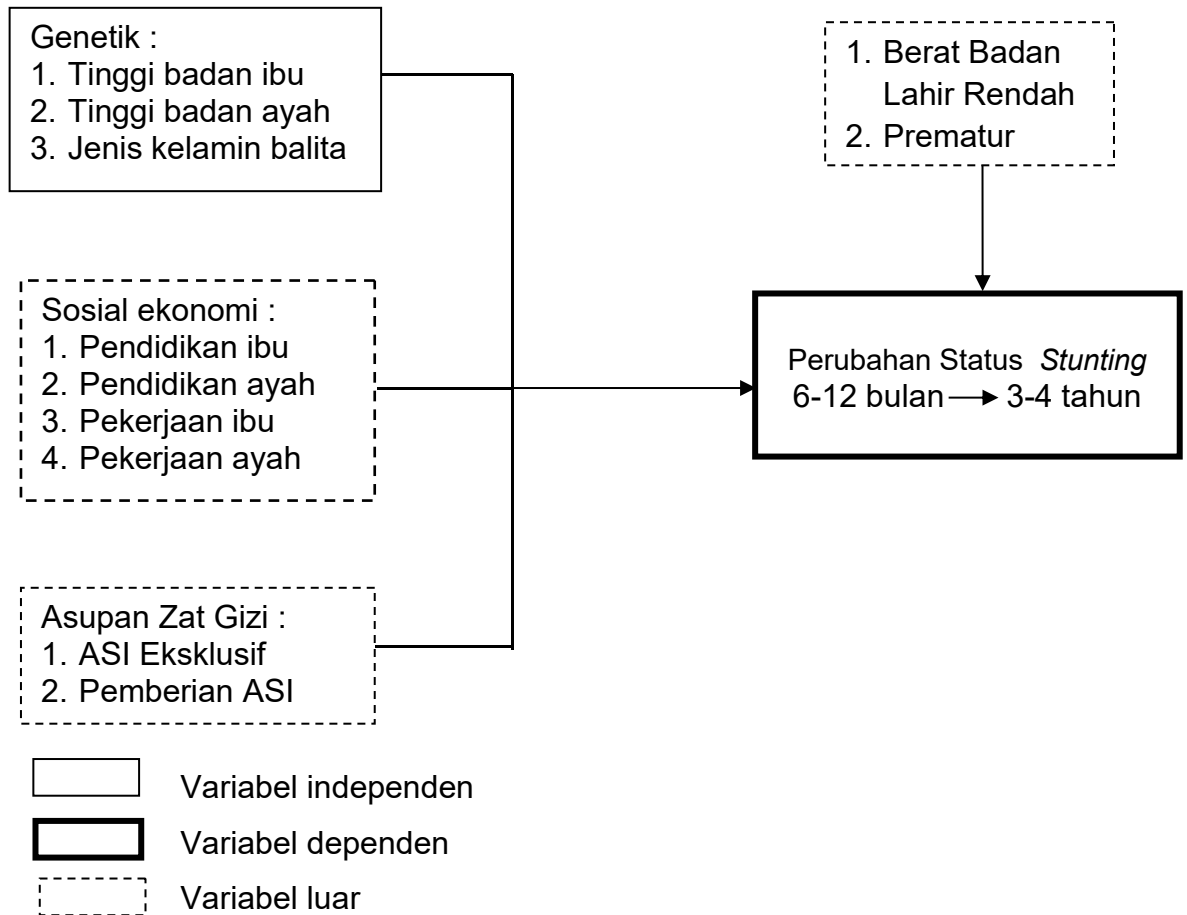 Genetik :
1. Tinggi badan ibu
2. Tinggi badan ayah
3. Jenis kelamin balita
1. Berat Badan
Lahir Rendah
2. Prematur
Sosial ekonomi :
1. Pendidikan ibu
2. Pendidikan ayah
3. Pekerjaan ibu
4. Pekerjaan ayah
Perubahan Status Stunting
6-12 bulan → 3-4 tahun
Asupan Zat Gizi :
1. ASI Eksklusif
2. Pemberian ASI
Variabel independen
Variabel dependen
Variabel luar